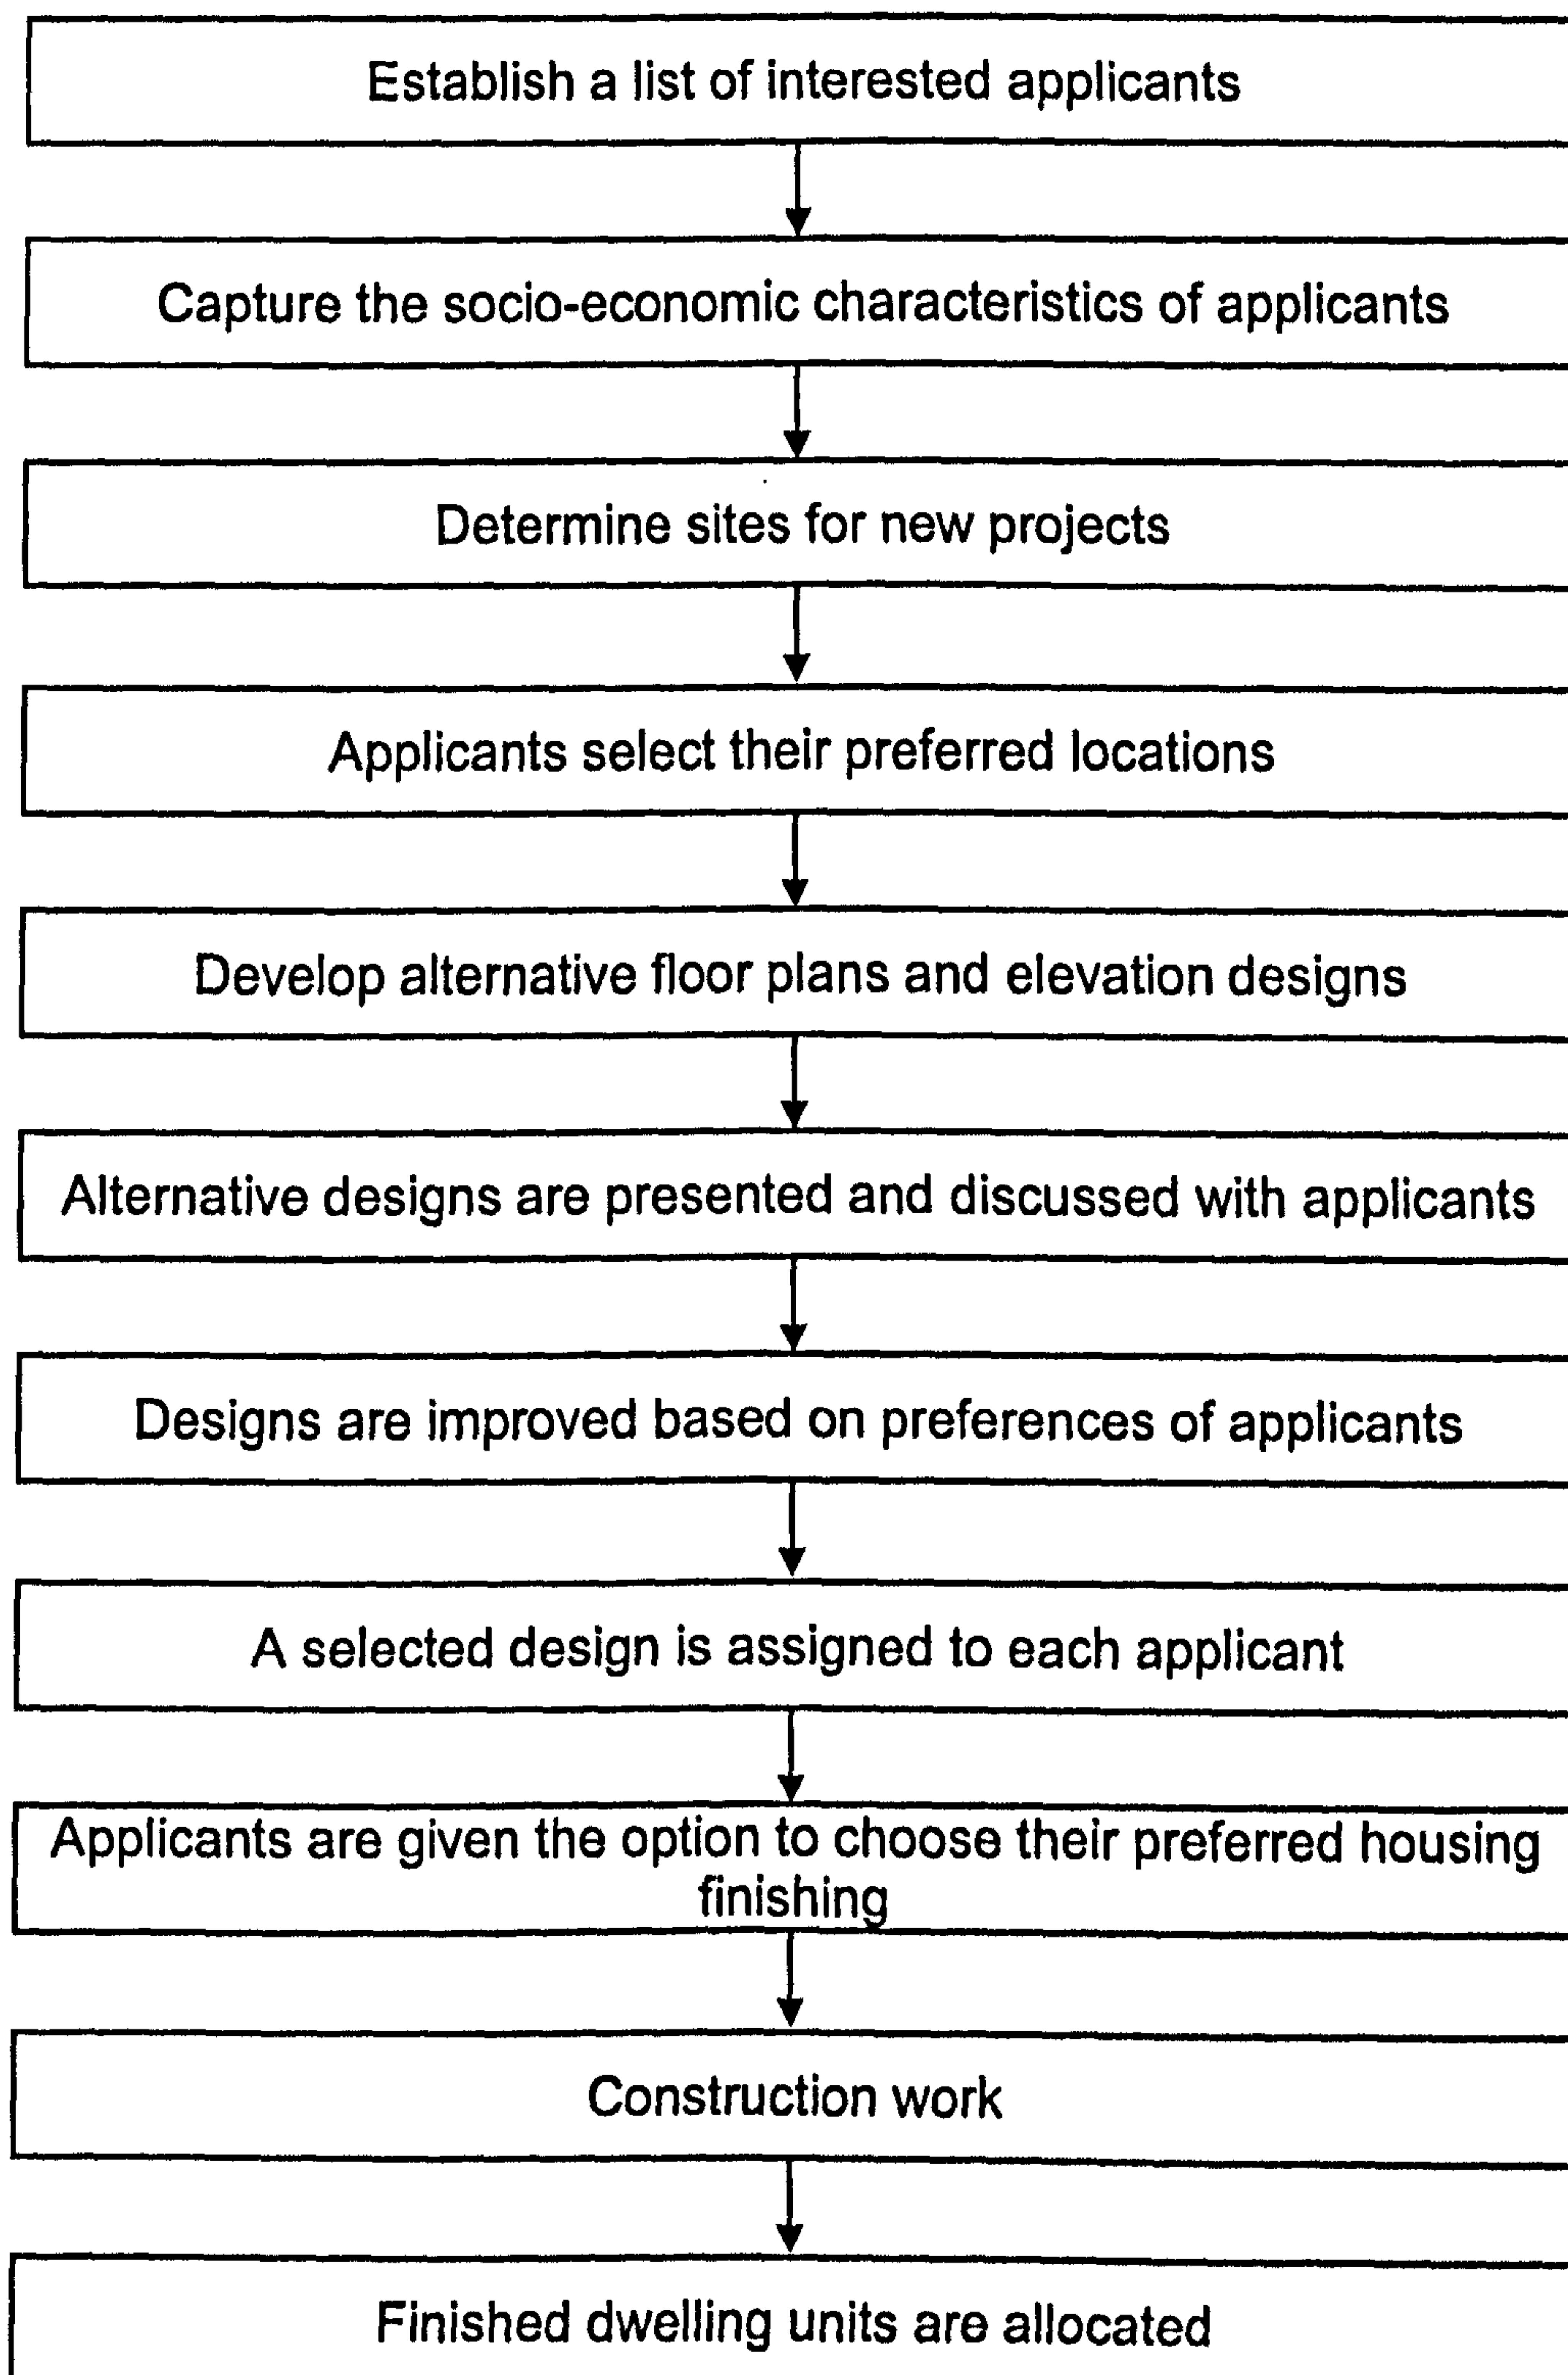 Establish a list of interested applicants
Capture the socio-economic characteristics of applicants
Determine sites for new projects
Applicants select their preferred locations
Develop alternative floor plans and elevation designs
Alternative designs are presented and discussed with applicants
Designs are improved based on preferences of applicants
A selected design is assigned to each applicant
Applicants are given the option to choose their preferred housing
finishing
Construction work
Finished dwelling units are allocated